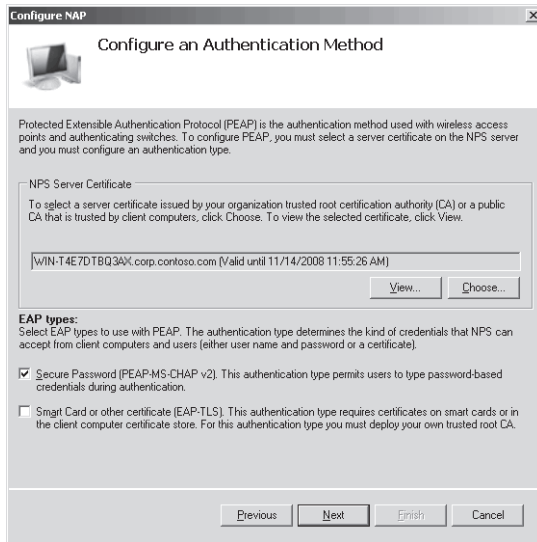 Configure NAP
Configure an Authentication Method
Protected Extensible Authentication Protocol (PEAP) is the authentication method used with wireless access
points and authenticating switches. To configure PEAP, you must select a server certificate on the NPS server
and you must configure an authentication type.
NPS Server Certificate
To select a server certificate issued by your organization trusted root certification authority (CA) or a public
CA that is trusted by client computers, click Choose. To view the selected certificate, click View.
WIN-T4E7DTBQ3AX.corp.contoso.com (Valid until 11/14/2008 11:55:26 AM)
View... Choose...
EAP types:
Select EAP types to use with PEAP. The authentication type determines the kind of credentials that NPS can
accept from client computers and users (either user name and password or a certificate).
Secure Password (PEAP-MS-CHAP v2). This authentication type permits users to type password-based
credentials during authentication.
Smart Card or other certificate (EAP-TLS). This authentication type requires certificates on smart cards or in
the client computer certificate store. For this authentication type you must deploy your own trusted root CA.
Previous Next Finish Cancel